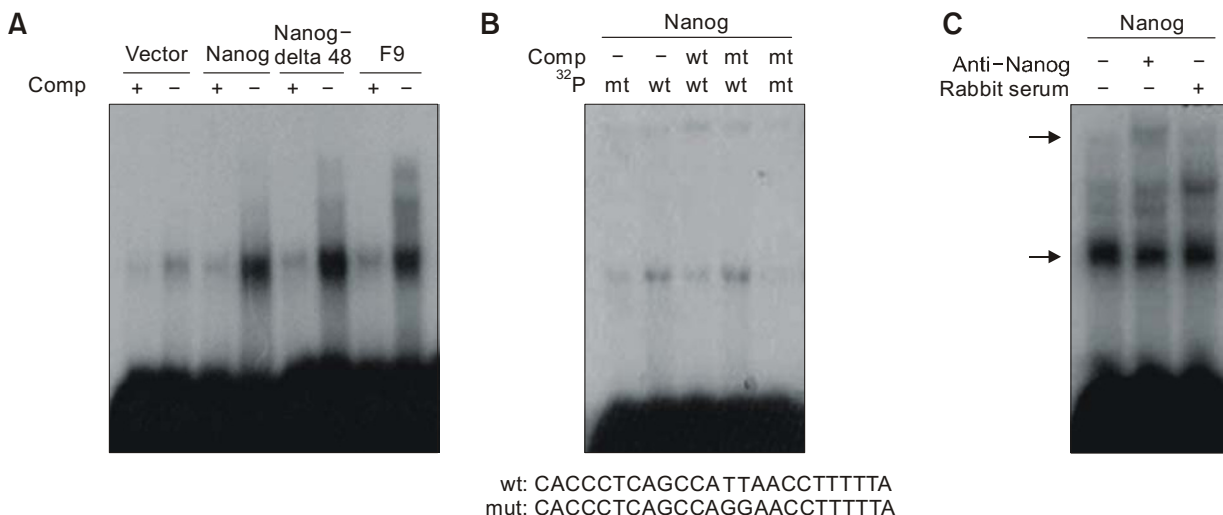 A
Nanog–
Vector Nanog delta 48 F9
Comp + – + – + – + –
B
Nanog
Comp – – wt mt mt
32P mt wt wt wt mt
wt: CACCCTCAGCCATTAACCTTTTTA
mut: CACCCTCAGCCAGGAACCTTTTTA
C
Nanog
Anti–Nanog – + –
Rabbit serum – – +